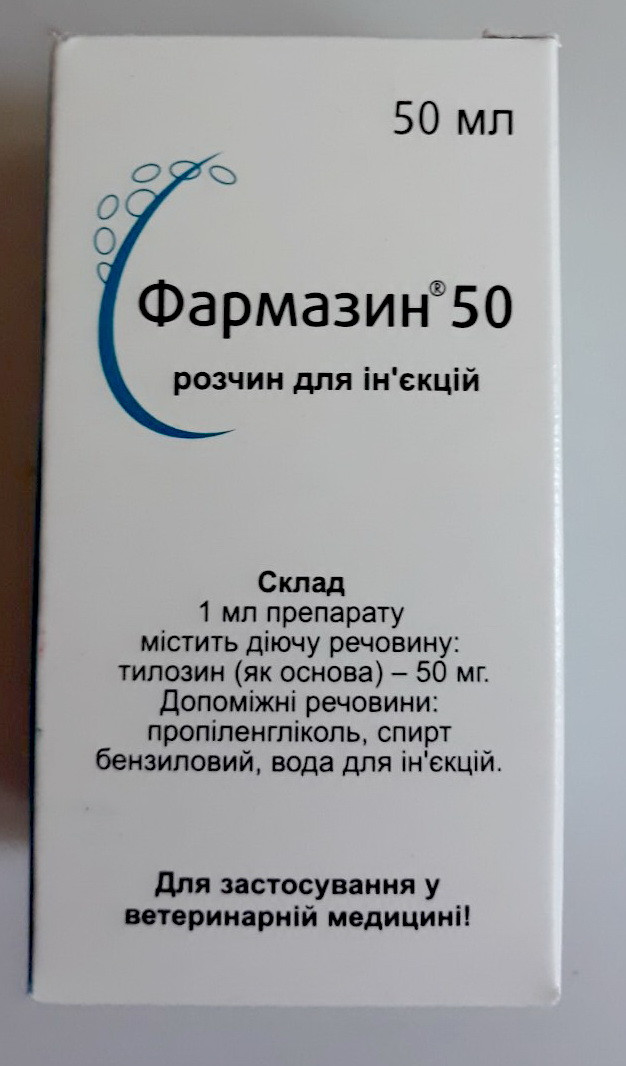 50 мл
Фармазин® 50
розчин для ін'єкцій
Склад
1 мл препарату
містить діючу речовину:
тилозин (як основа) – 50 мг.
Допоміжні речовини:
пропіленгліколь, спирт
бензиловий, вода для ін'єкцій.
Для застосування у
ветеринарній медицині!